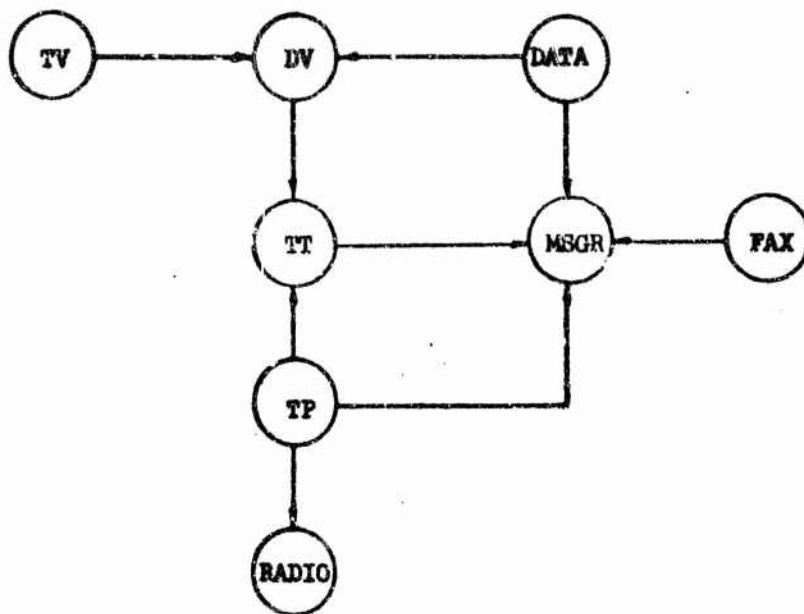 TV
DV
DATA
TT
MSGR
FAX
TP
RADIO